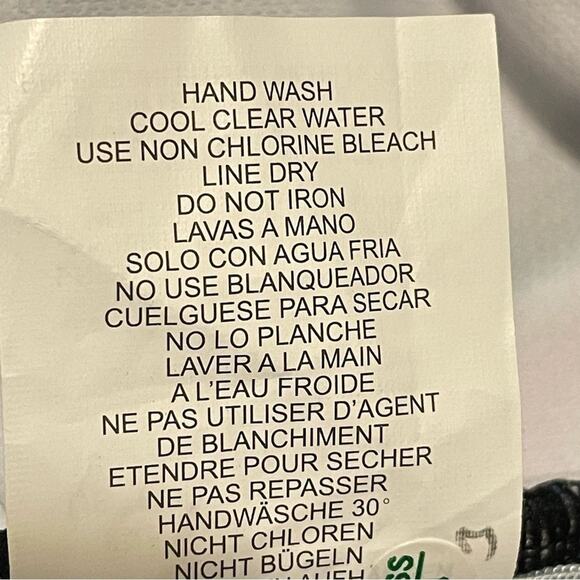 HAND WASH
COOL CLEAR WATER
USE NON CHLORINE BLEACH
LINE DRY
DO NOT IRON
LAVAS A MANO
SOLO CON AGUA FRIA
NO USE BLANQUEADOR
CUELGUESE PARA SECAR
NO LO PLANCHE
LAVER A LA MAIN
A L'EAU FROIDE
NE PAS UTILISER D'AGENT
DE BLANCHIMENT
ETENDRE POUR SECHER
NE PAS REPASSER
HANDWÄSCHE 30°
NICHT CHLOREN
NICHT BÜGELN